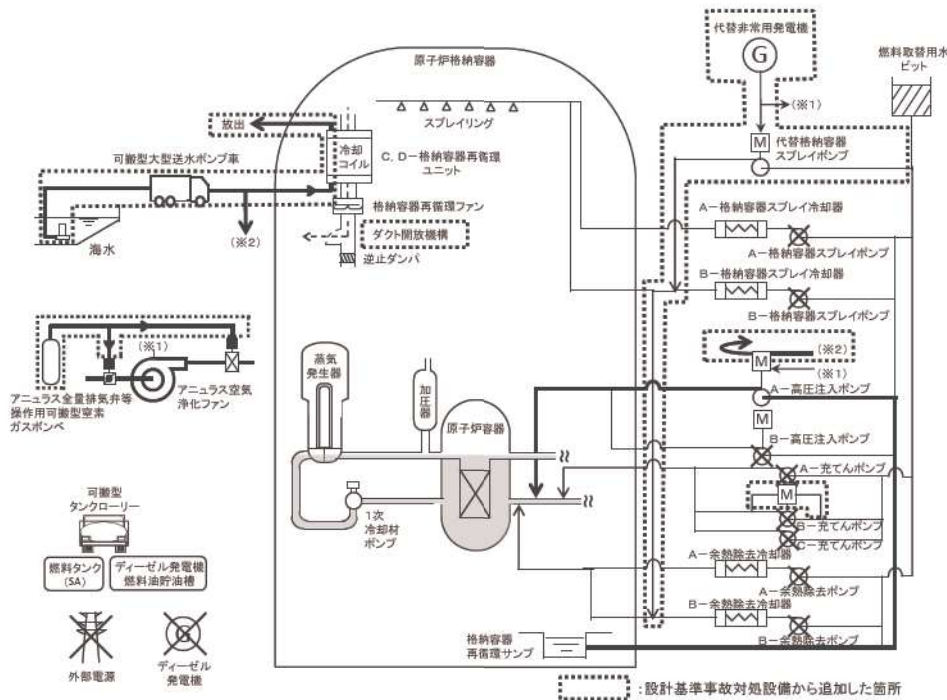 代替非常用発電機
G
燃料取替用水
ピット
原子炉格納容器
(※1)
放出
スプレイリング
M
代替格納容器
スプレイポンプ
冷却
コイル
C, D-格納容器再循環
ユニット
可搬型大型送水ポンプ車
格納容器再循環ファン
A-格納容器スプレイ冷却器
(※2)
ダクト開放機構
海水
逆止ダンパ
A-格納容器スプレイポンプ
B-格納容器スプレイ冷却器
B-格納容器スプレイポンプ
(※1)
(※2)
M
(※1)
蒸気
発生器
加圧器
アニュラス全量排気弁等
操作用可搬型窒素
ガスボンベ
アニュラス空気
浄化ファン
A-高圧注入ポンプ
原子炉容器
M
B-高圧注入ポンプ
A-充てんポンプ
M
可搬型
タンクローリー
1次
冷却材
ポンプ
B-充てんポンプ
C-充てんポンプ
燃料タンク
(SA)
ディーゼル発電機
燃料油貯油槽
A-余熱除去冷却器
A-余熱除去ポンプ
B-余熱除去冷却器
G
格納容器
再循環サンプ
B-余熱除去ポンプ
外部電源
ディーゼル
発電機
:設計基準事故対処設備から追加した箇所